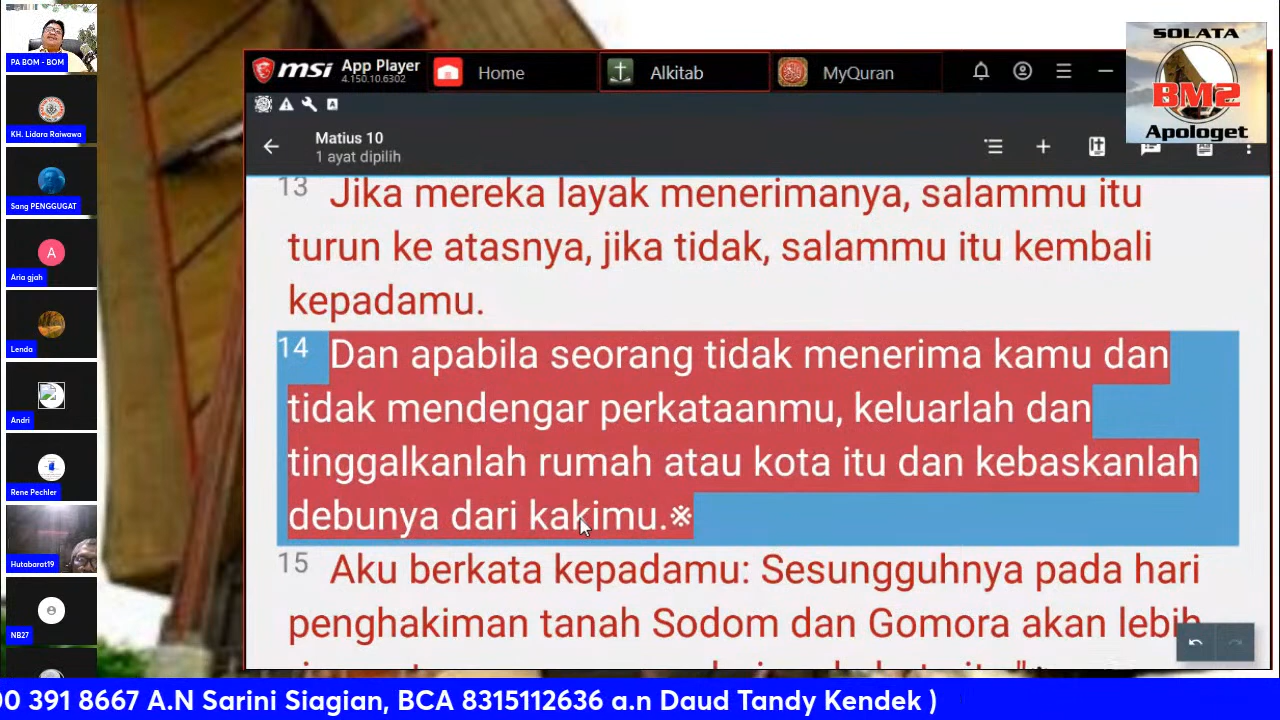 PA BOM - BOM
KH. Lidara Raiwawa
Sang PENGGUGAT
A
Aria gjah
Lenda
Andri
Rene Pechler
Hutabarat19
NB27
msi App Player
4.150.10.6302
Home
Alkitab
MyQuran
SOLATA
BM2
Apologet
Matius 10
1 ayat dipilih
13 Jika mereka layak menerimanya, salammu itu
turun ke atasnya, jika tidak, salammu itu kembali
kepadamu.
14 Dan apabila seorang tidak menerima kamu dan
tidak mendengar perkataanmu, keluarlah dan
tinggalkanlah rumah atau kota itu dan kebaskanlah
debunya dari kakimu.※
15 Aku berkata kepadamu: Sesungguhnya pada hari
penghakiman tanah Sodom dan Gomora akan lebih
00 391 8667 A.N Sarini Siagian, BCA 8315112636 a.n Daud Tandy Kendek )